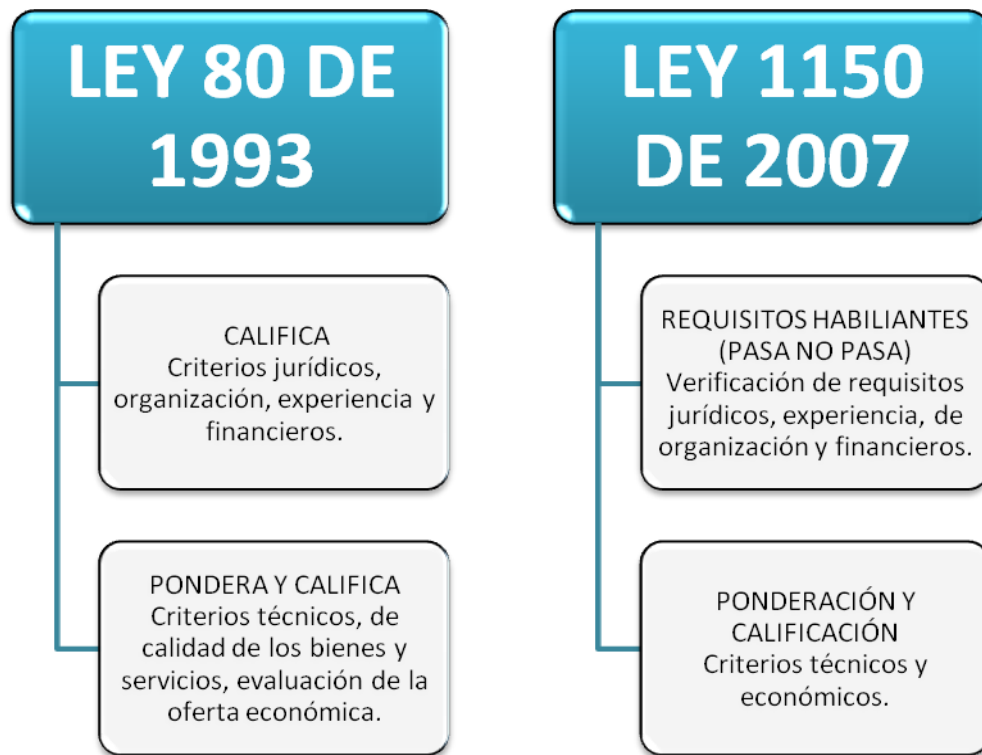 LEY 80 DE
1993
CALIFICA
Criterios jurídicos,
organización, experiencia y
financieros.
PONDERA Y CALIFICA
Criterios técnicos, de
calidad de los bienes y
servicios, evaluación de la
oferta económica.
LEY 1150
DE 2007
REQUISITOS HABILIANTES
(PASA NO PASA)
Verificación de requisitos
jurídicos, experiencia, de
organización y financieros.
PONDERACIÓN Y
CALIFICACIÓN
Criterios técnicos y
económicos.